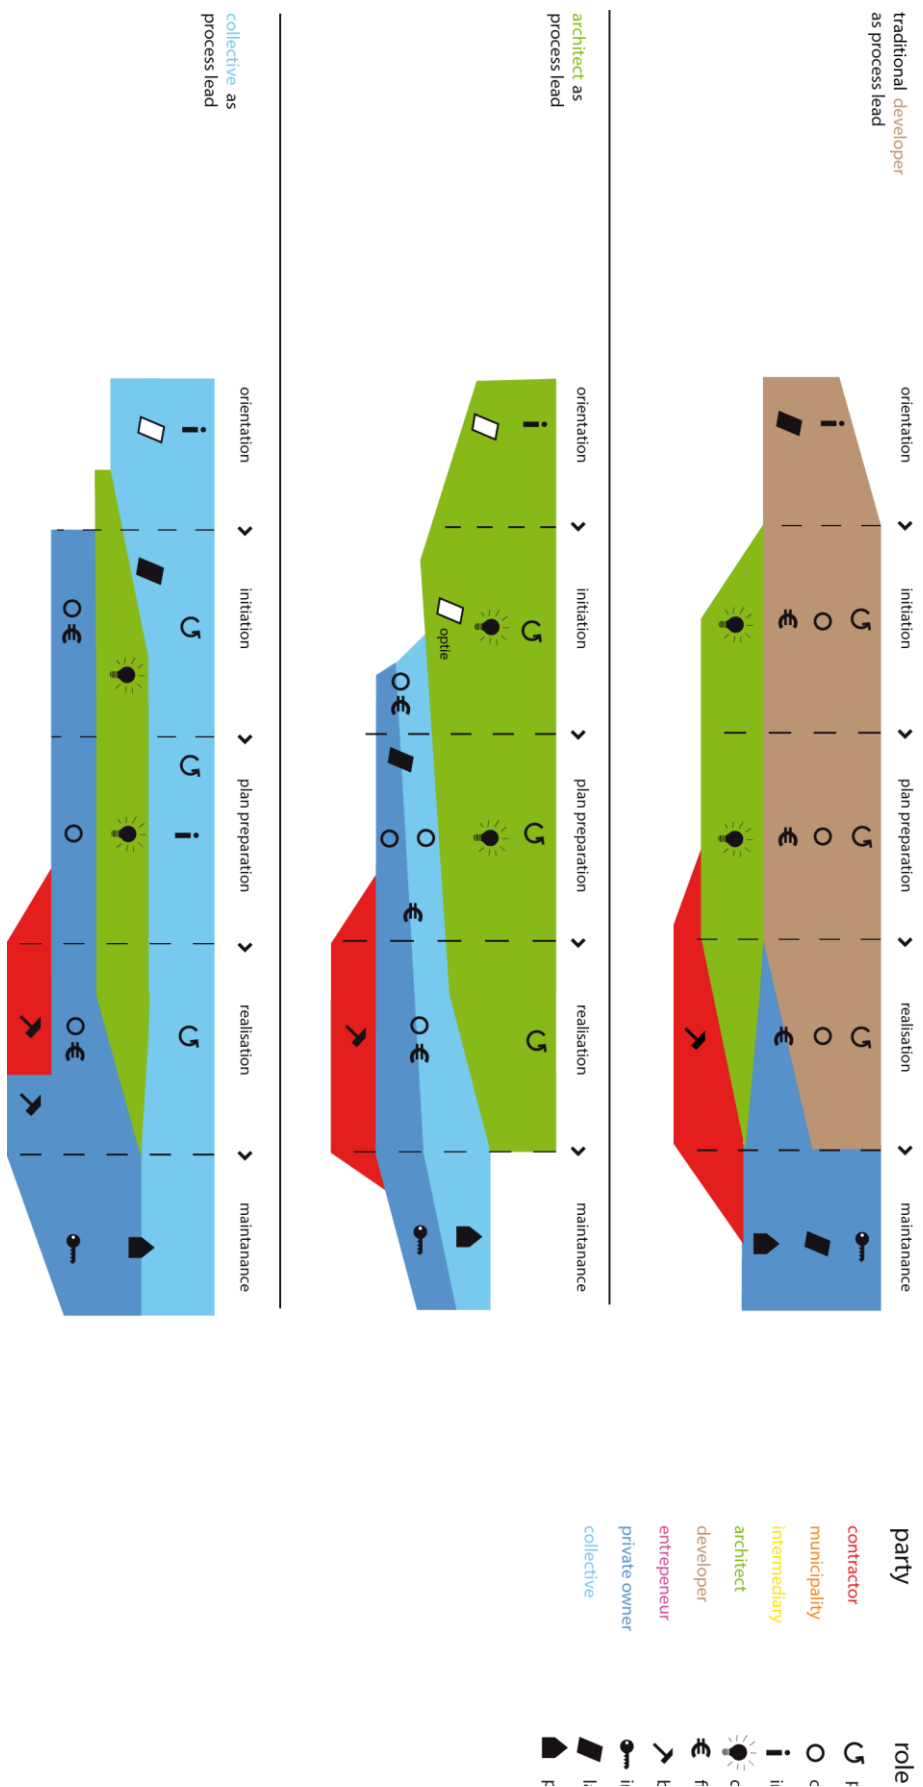 traditional developer
as process lead
orientation
initiation
plan preparation
realisation
maintanance
architect as
process lead
orientation
initiation
plan preparation
realisation
maintanance
optie
collective as
process lead
orientation
initiation
plan preparation
realisation
maintanance
party
contractor
municipality
intermediary
architect
developer
entrepeneur
private owner
collective
role